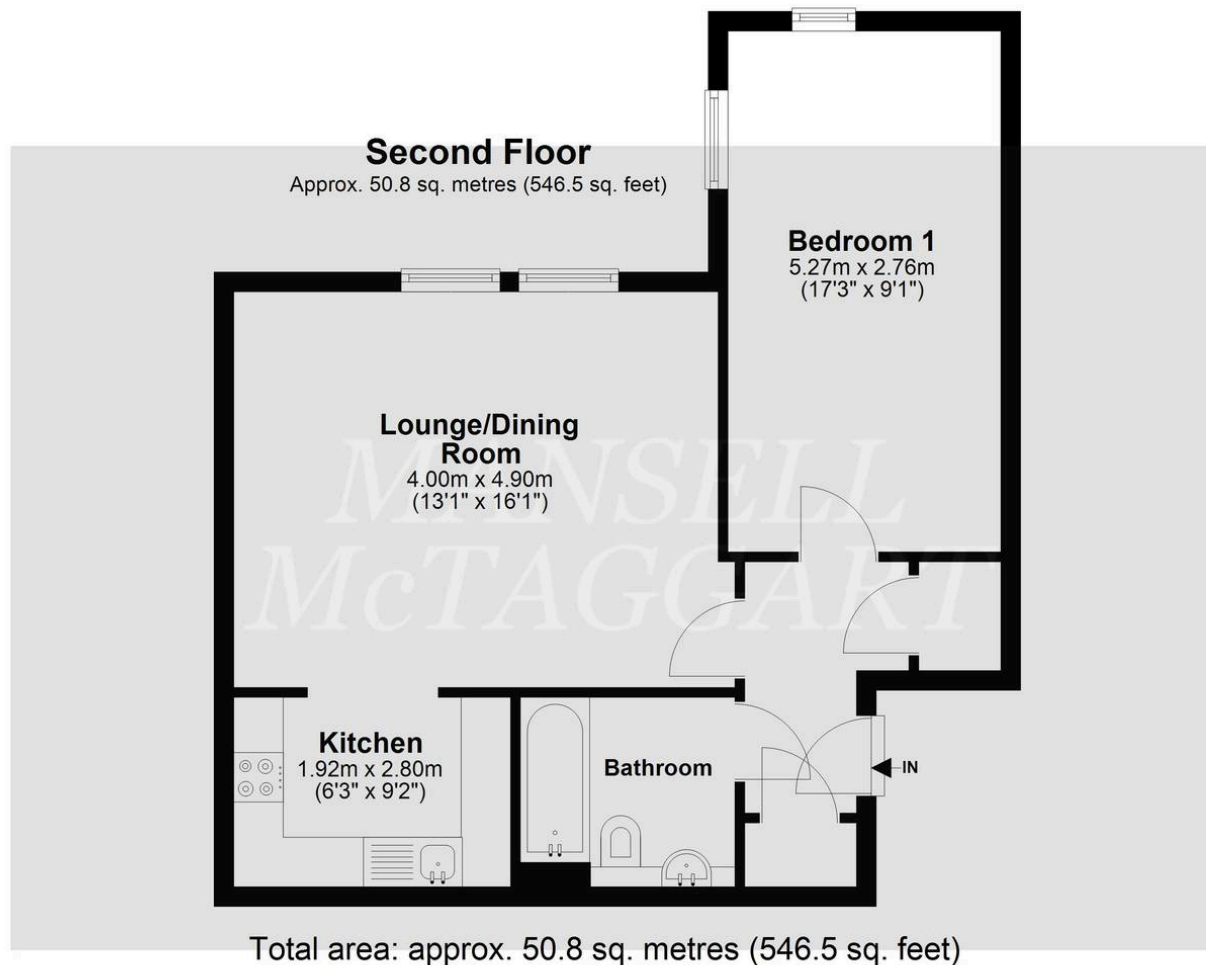 Second Floor
Approx. 50.8 sq. metres (546.5 sq. feet)
Bedroom 1
5.27m x 2.76m
(17'3" x 9'1")
Lounge/Dining
Room
4.00m x 4.90m
(13'1" x 16'1")
MANSELL
McTAGGART
Kitchen
1.92m x 2.80m
(6'3" x 9'2")
Bathroom
IN
Total area: approx. 50.8 sq. metres (546.5 sq. feet)